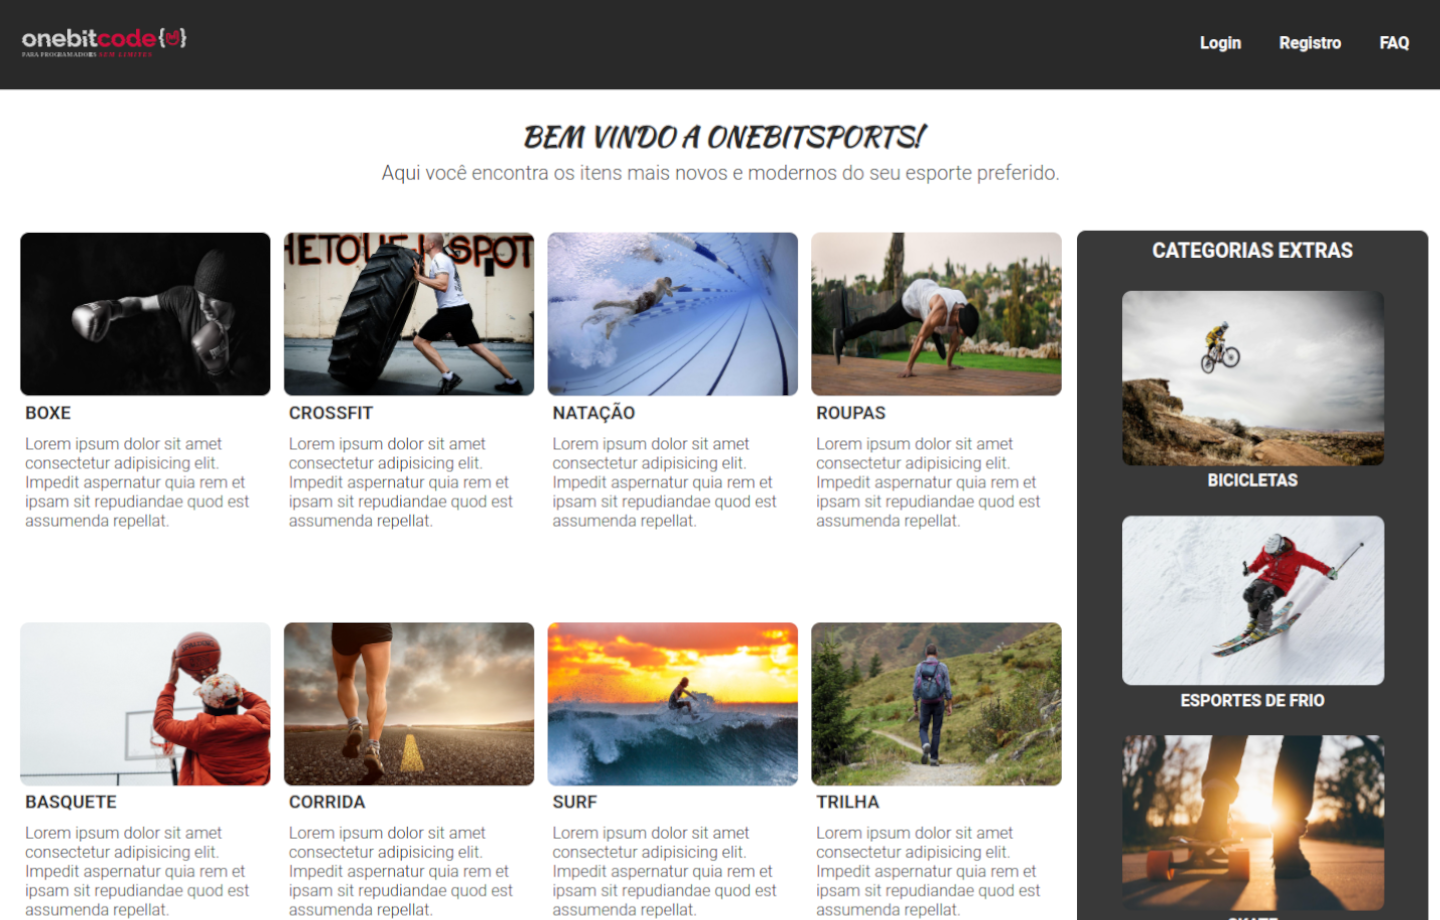 onebitcode{ }
PARA PROGRAMADORES SEM LIMITES
Login
Registro
FAQ
BEM VINDO A ONEBITSPORTS!
Aqui você encontra os itens mais novos e modernos do seu esporte preferido.
SPOT
BOXE
Lorem ipsum dolor sit amet
consectetur adipisicing elit.
Impedit aspernatur quia rem et
ipsam sit repudiandae quod est
assumenda repellat.
CROSSFIT
Lorem ipsum dolor sit amet
consectetur adipisicing elit.
Impedit aspernatur quia rem et
ipsam sit repudiandae quod est
assumenda repellat.
NATAÇÃO
Lorem ipsum dolor sit amet
consectetur adipisicing elit.
Impedit aspernatur quia rem et
ipsam sit repudiandae quod est
assumenda repellat.
ROUPAS
Lorem ipsum dolor sit amet
consectetur adipisicing elit.
Impedit aspernatur quia rem et
ipsam sit repudiandae quod est
assumenda repellat.
BASQUETE
Lorem ipsum dolor sit amet
consectetur adipisicing elit.
Impedit aspernatur quia rem et
ipsam sit repudiandae quod est
assumenda repellat.
CORRIDA
Lorem ipsum dolor sit amet
consectetur adipisicing elit.
Impedit aspernatur quia rem et
ipsam sit repudiandae quod est
assumenda repellat.
SURF
Lorem ipsum dolor sit amet
consectetur adipisicing elit.
Impedit aspernatur quia rem et
ipsam sit repudiandae quod est
assumenda repellat.
TRILHA
Lorem ipsum dolor sit amet
consectetur adipisicing elit.
Impedit aspernatur quia rem et
ipsam sit repudiandae quod est
assumenda repellat.
CATEGORIAS EXTRAS
BICICLETAS
ESPORTES DE FRIO